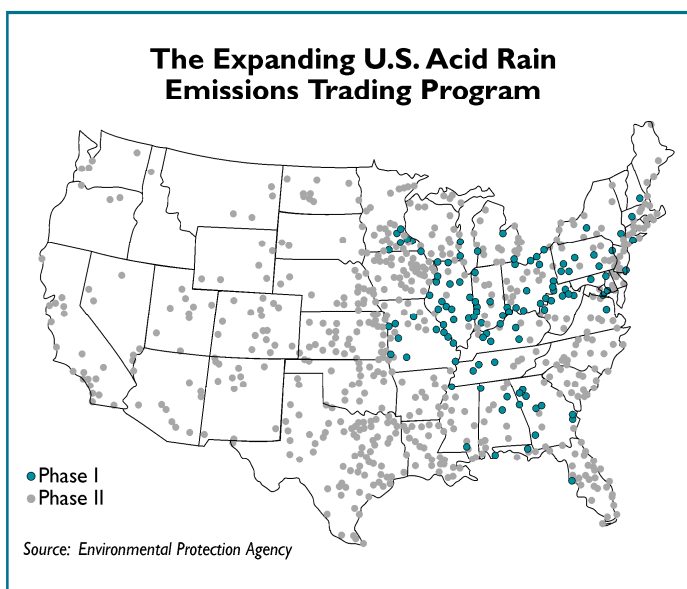 The Expanding U.S. Acid Rain
Emissions Trading Program
Phase I
Phase II
Source: Environmental Protection Agency